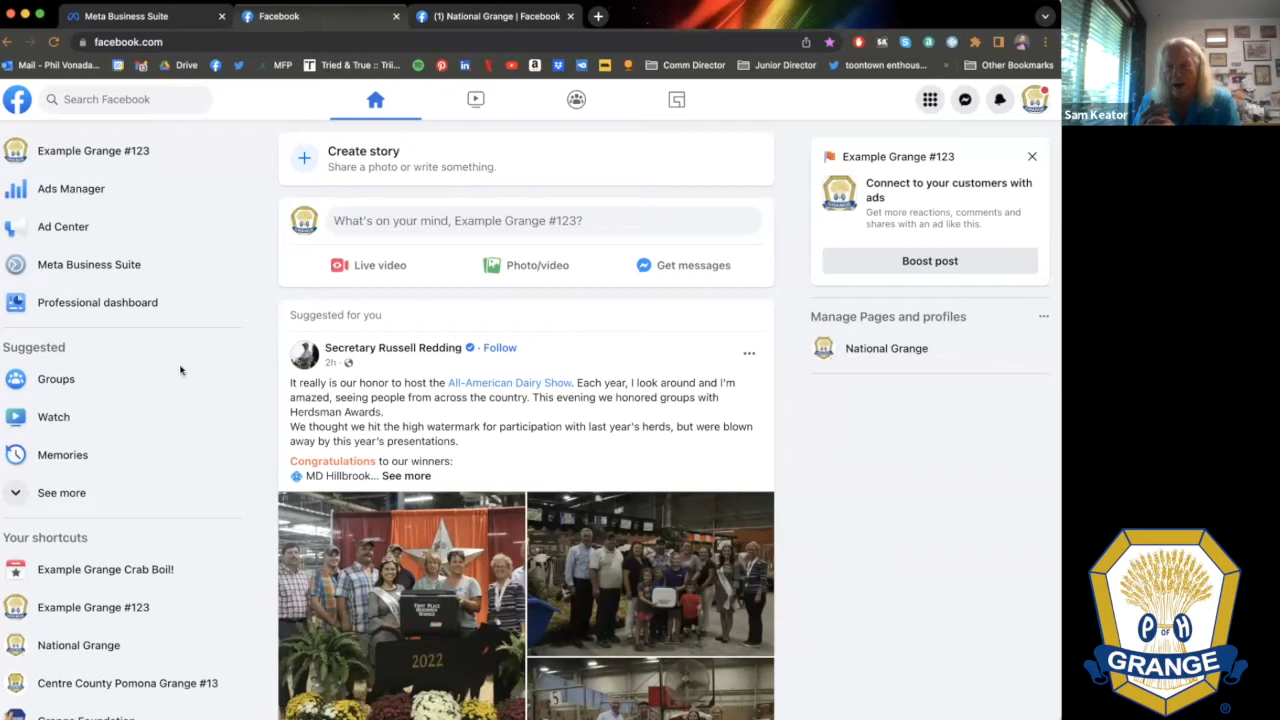 Meta Business Suite
Facebook
(1) National Grange | Facebook
facebook.com
Mail - Phil Vonada...
Drive
MFP
Tried & True :: Trii...
Comm Director
Junior Director
toontown enthous...
»
Other Bookmarks
Sam Keator
Search Facebook
Example Grange #123
Ads Manager
Ad Center
Meta Business Suite
Professional dashboard
Suggested
Groups
Watch
Memories
See more
Your shortcuts
Example Grange Crab Boil!
Example Grange #123
National Grange
Centre County Pomona Grange #13
Grange Foundation
Create story
Share a photo or write something.
What's on your mind, Example Grange #123?
Live video
Photo/video
Get messages
Suggested for you
Secretary Russell Redding · Follow
2h ·
It really is our honor to host the All-American Dairy Show. Each year, I look around and I'm
amazed, seeing people from across the country. This evening we honored groups with
Herdsman Awards.
We thought we hit the high watermark for participation with last year's herds, but were blown
away by this year's presentations.
Congratulations to our winners:
MD Hillbrook... See more
FIRST PLACE
2022
Example Grange #123
Connect to your customers with
ads
Get more reactions, comments and
shares with an ad like this.
Boost post
Manage Pages and profiles
National Grange
P OF H
GRANGE
®